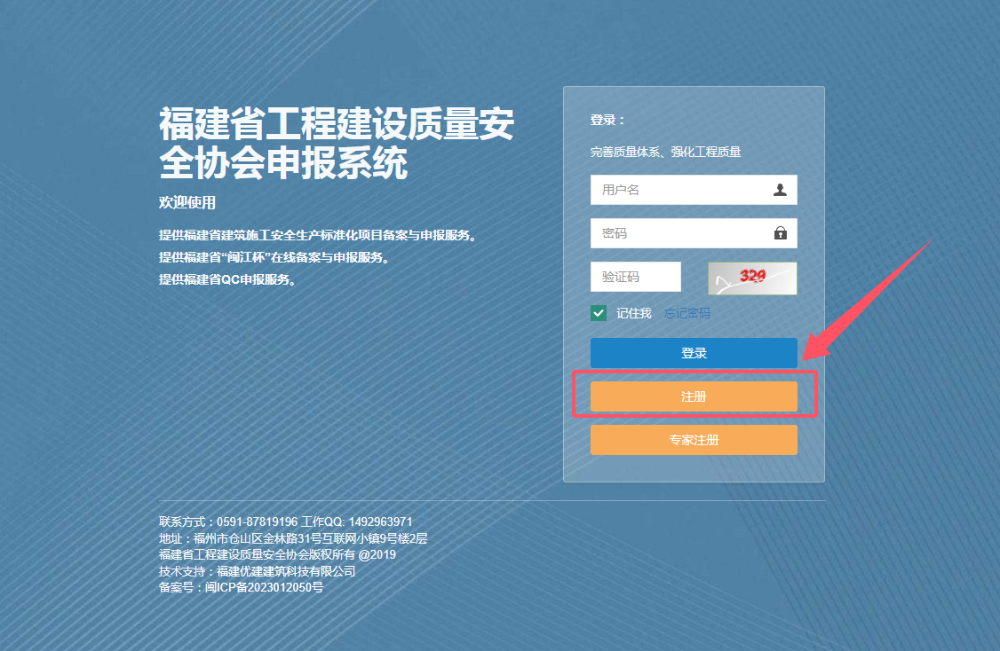 福建省工程建设质量安
全协会申报系统
欢迎使用
提供福建省建筑施工安全生产标准化项目备案与申报服务。
提供福建省“闽江杯”在线备案与申报服务。
提供福建省QC申报服务。
登录：
完善质量体系、强化工程质量
用户名
密码
验证码
329
记住我 忘记密码
登录
注册
专家注册
联系方式：0591-87819196 工作QQ: 1492963971
地址：福州市仓山区金林路31号互联网小镇9号楼2层
福建省工程建设质量安全协会版权所有 @2019
技术支持：福建优建建筑科技有限公司
备案号：闽ICP备2023012050号